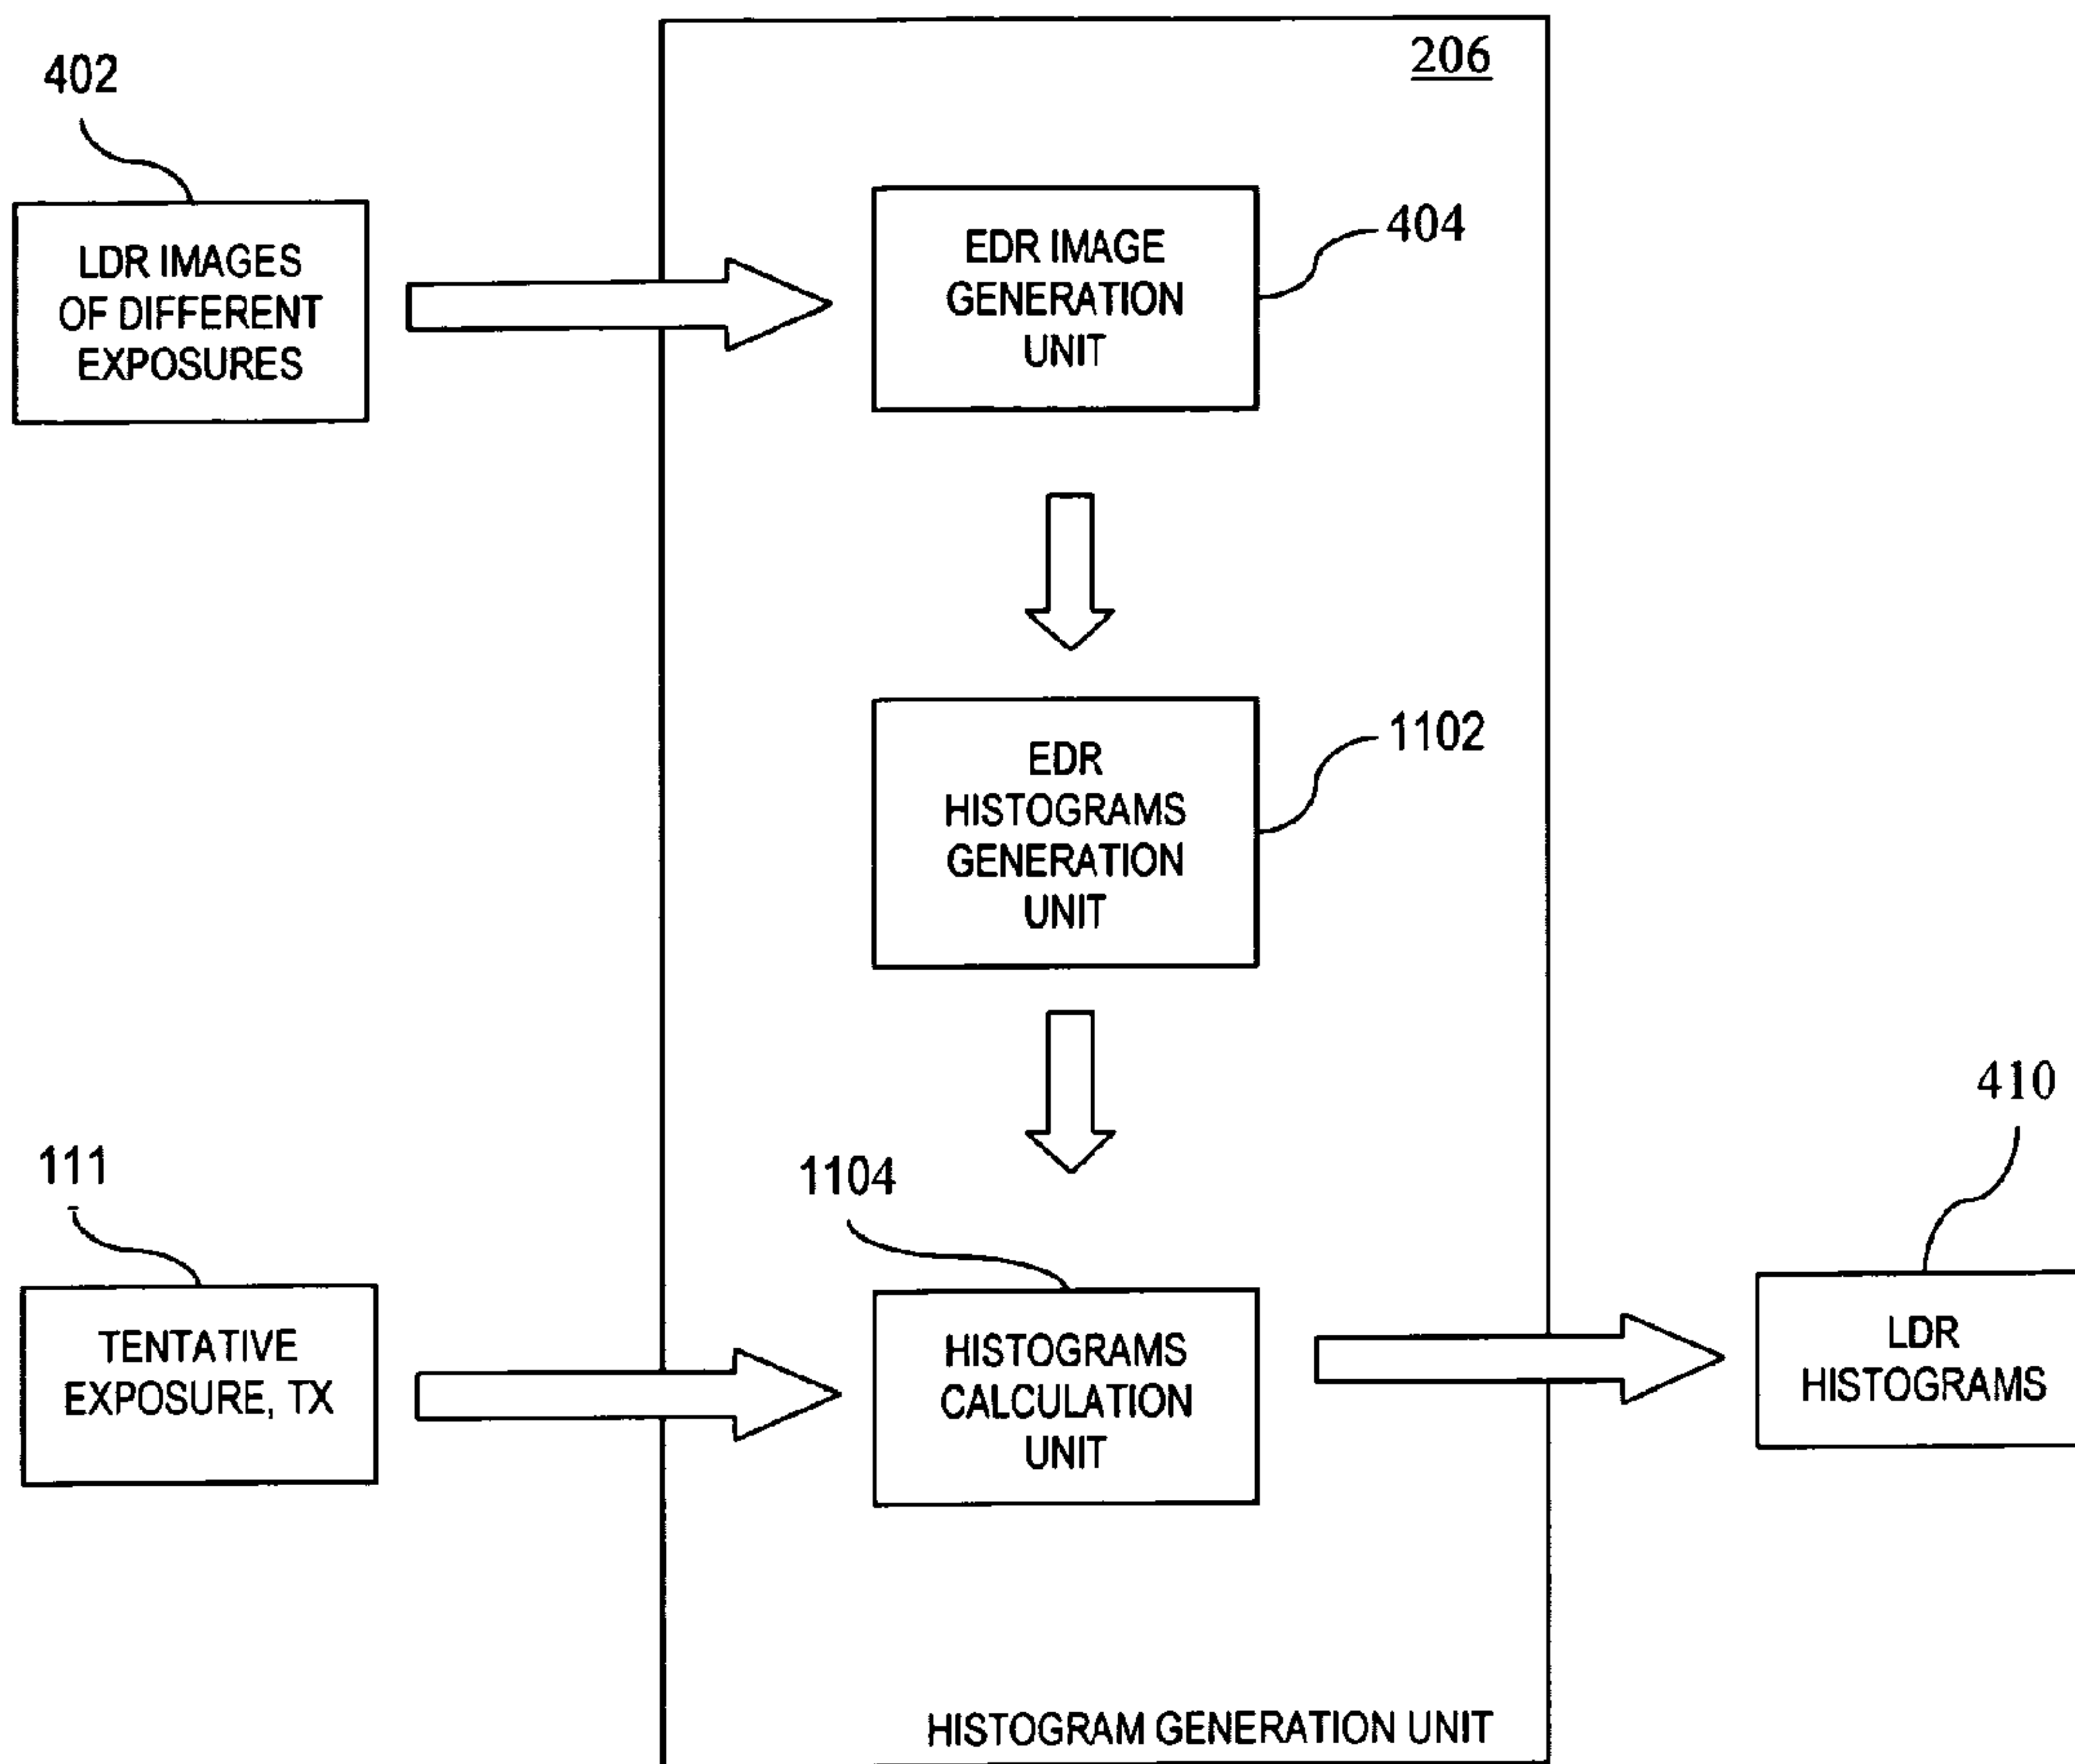 206
402
LDR IMAGES
OF DIFFERENT
EXPOSURES
EDR IMAGE
GENERATION
UNIT
404
EDR
HISTOGRAMS
GENERATION
UNIT
1102
111
TENTATIVE
EXPOSURE, TX
1104
HISTOGRAMS
CALCULATION
UNIT
410
LDR
HISTOGRAMS
HISTOGRAM GENERATION UNIT